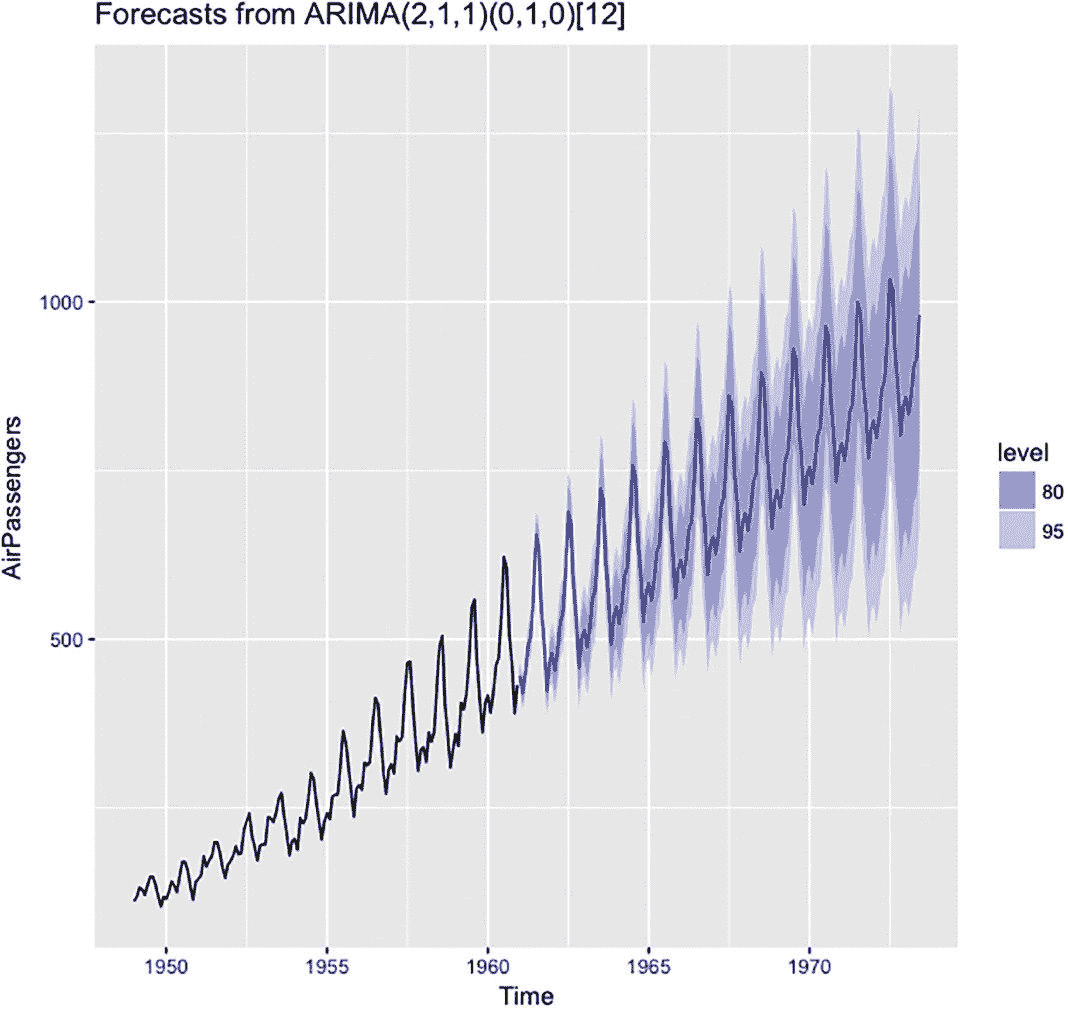 Forecasts from ARIMA(2,1,1)(0,1,0)[12]
1000
500
AirPassengers
1950 1955 1960 1965 1970
Time
level
80
95